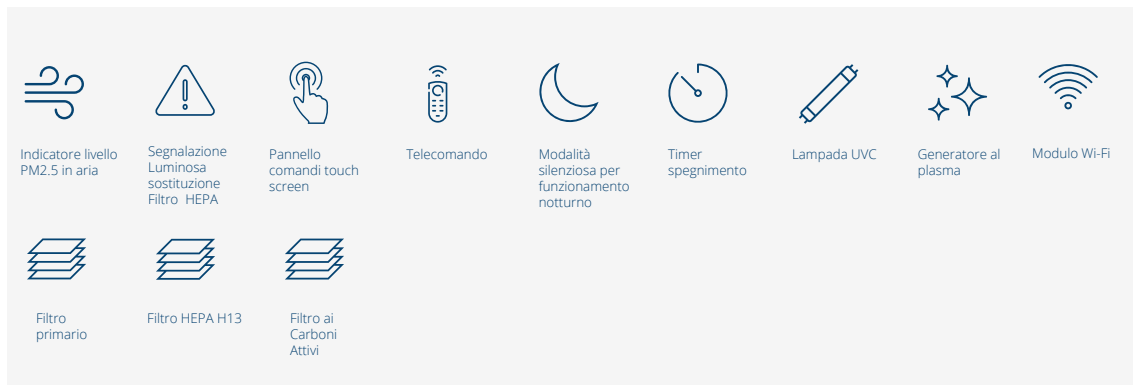 Indicatore livello
PM2.5 in aria
Segnalazione
Luminosa
sostituzione
Filtro  HEPA
Pannello
comandi touch
screen
Telecomando
Modalità
silenziosa per
funzionamento
notturno
Timer
spegnimento
Lampada UVC
Generatore al
plasma
Modulo Wi-Fi
Filtro
primario
Filtro HEPA H13
Filtro ai
Carboni
Attivi